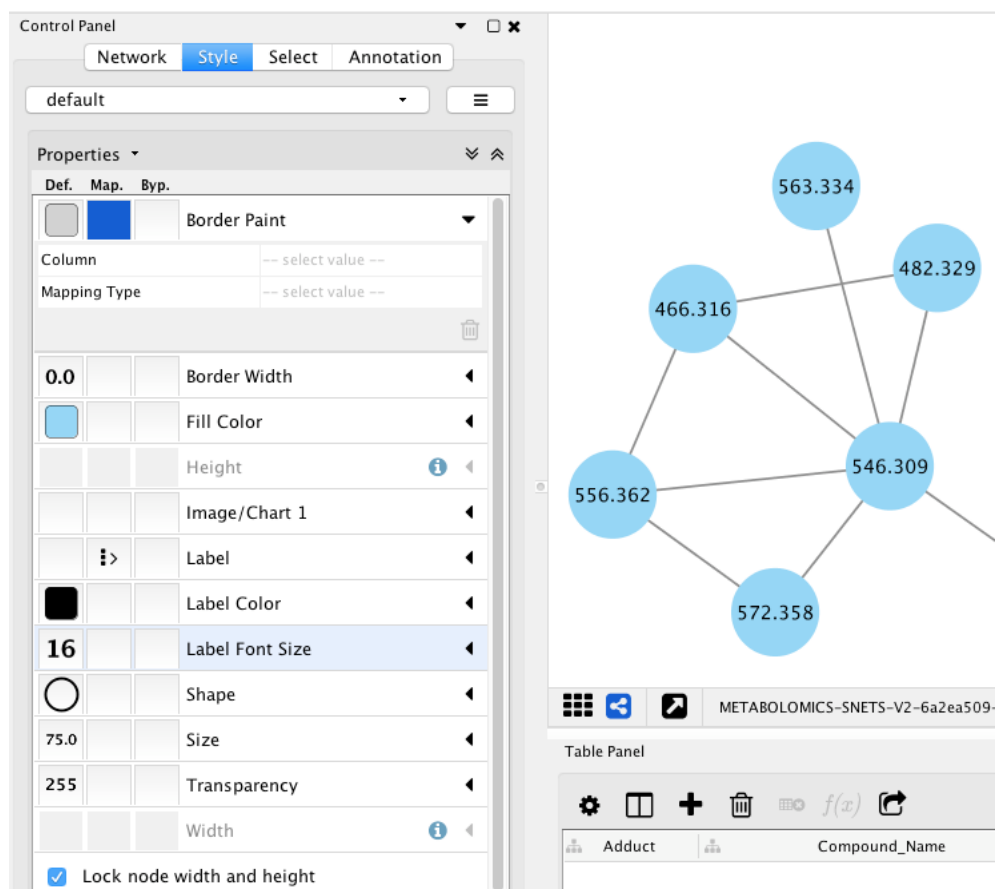 Control Panel
Network Style Select Annotation
default
Properties
Def. Map. Byp.
Border Paint
Column -- select value --
Mapping Type -- select value --
0.0 Border Width
Fill Color
Height
Image/Chart 1
Label
Label Color
16 Label Font Size
Shape
75.0 Size
255 Transparency
Width
Lock node width and height
563.334
482.329
466.316
546.309
556.362
572.358
METABOLOMICS-SNETS-V2-6a2ea509-
Table Panel
f(x)
Adduct Compound_Name